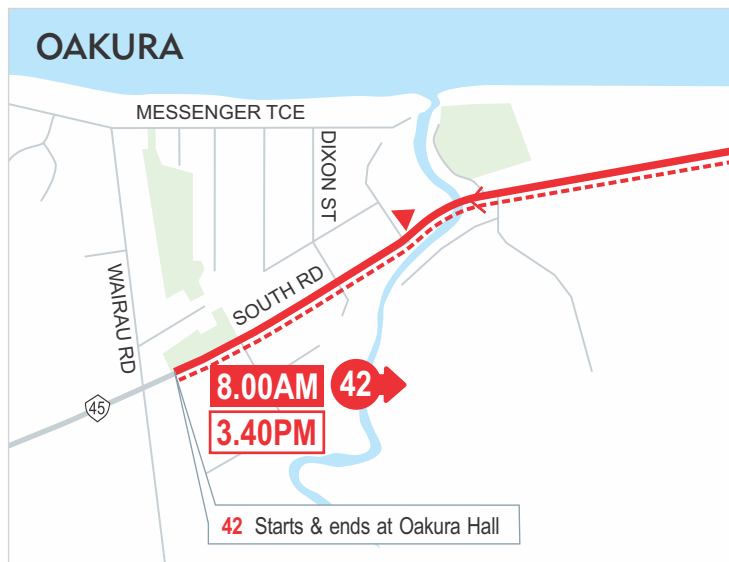 OAKURA
MESSENGER TCE
DIXON ST
SOUTH RD
WAIRAU RD
45
8.00AM
42
3.40PM
42 Starts & ends at Oakura Hall